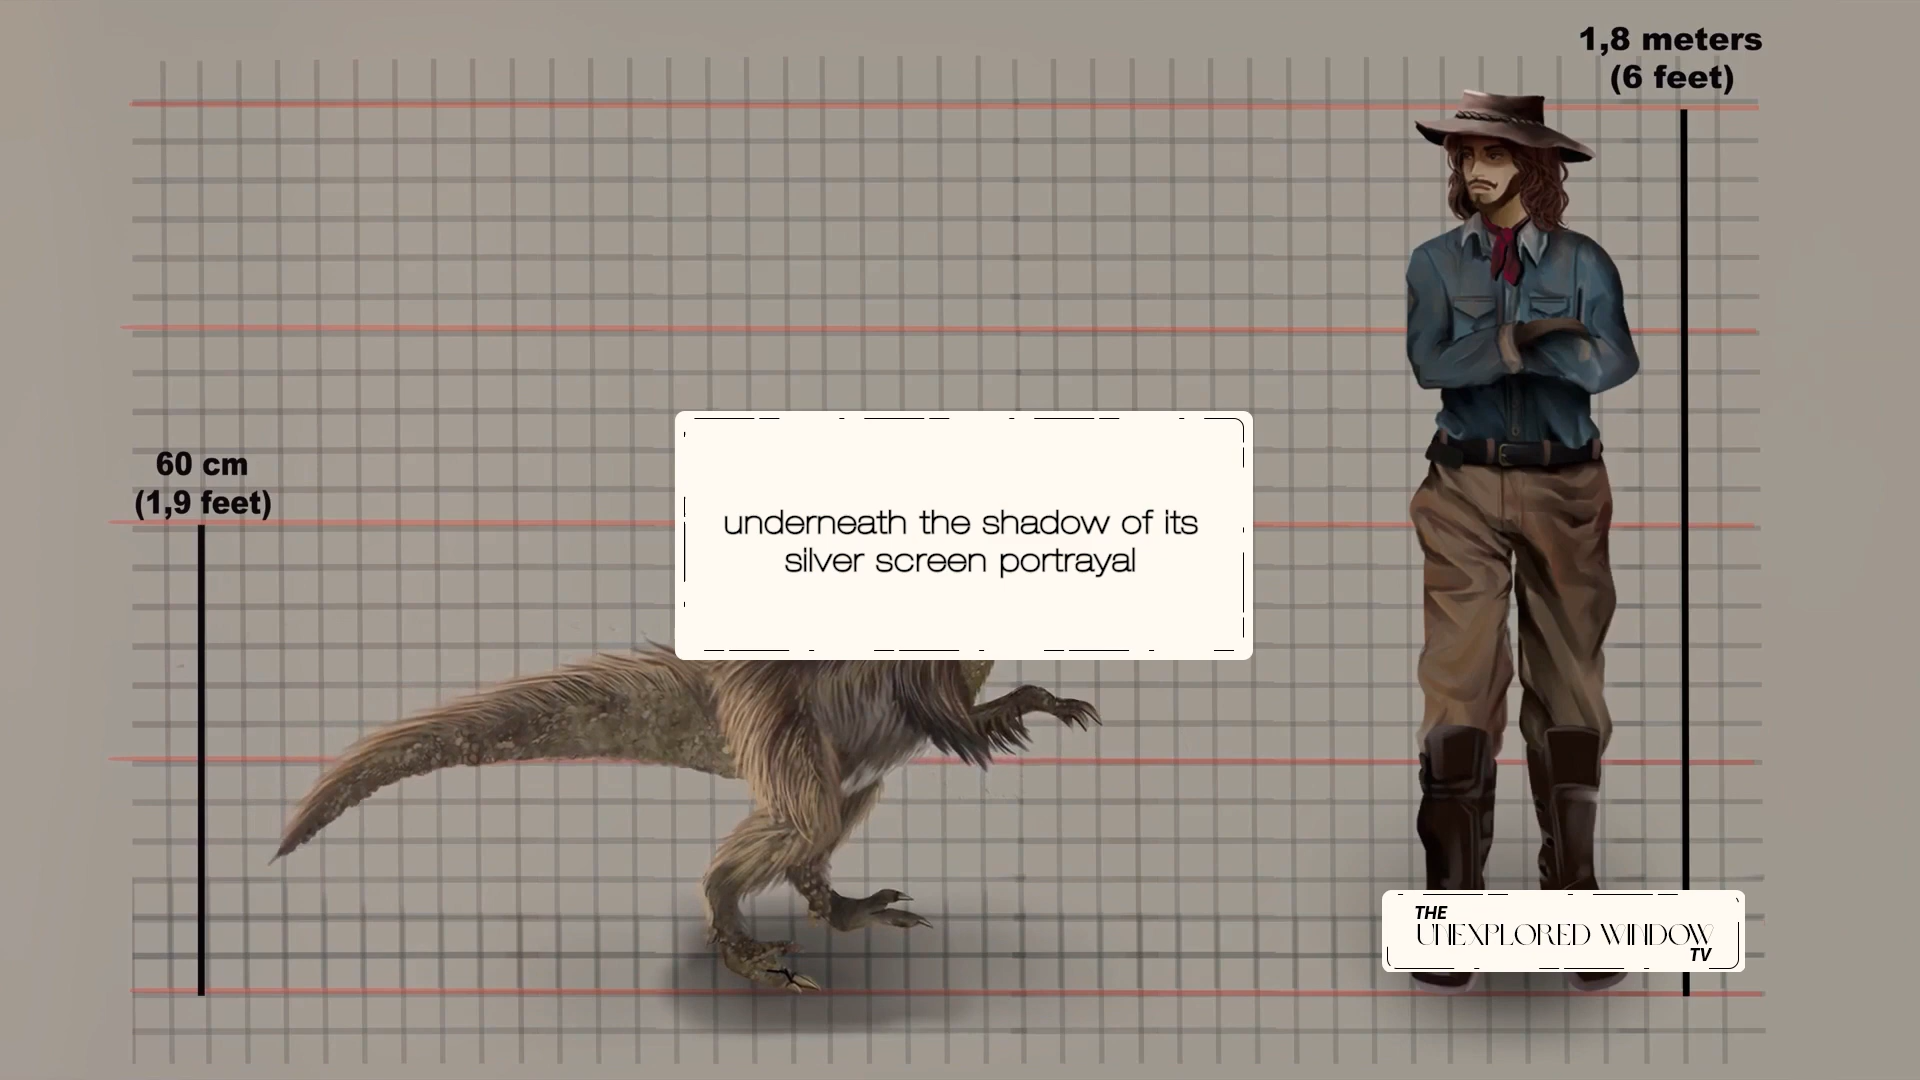 1,8 meters
(6 feet)
60 cm
(1,9 feet)
underneath the shadow of its
silver screen portrayal
THE
UNEXPLORED WINDOW
TV